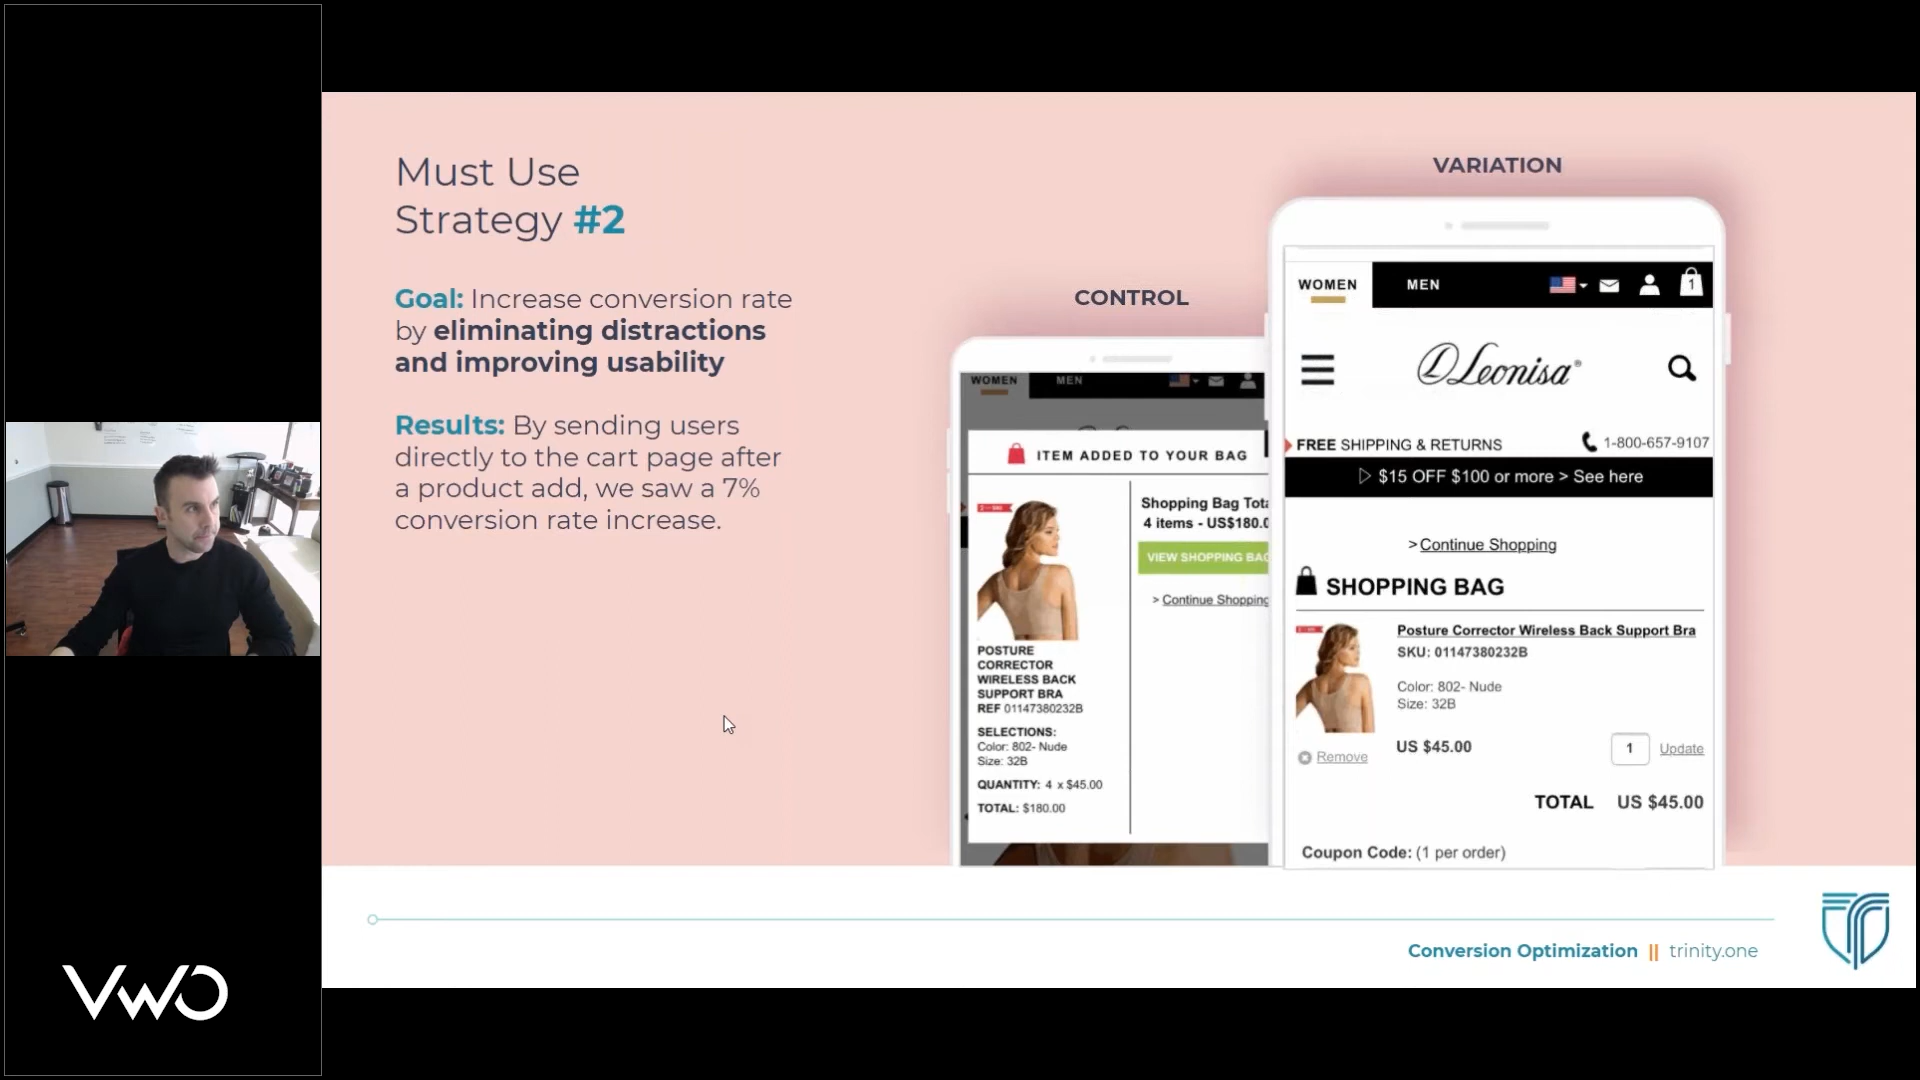 Must Use
Strategy #2
Goal: Increase conversion rate
by eliminating distractions
and improving usability
Results: By sending users
directly to the cart page after
a product add, we saw a 7%
conversion rate increase.
CONTROL
WOMEN MEN
ITEM ADDED TO YOUR BAG
POSTURE
CORRECTOR
WIRELESS BACK
SUPPORT BRA
REF 01147380232B
SELECTIONS:
Color: 802- Nude
Size: 32B
QUANTITY: 4 x $45.00
TOTAL: $180.00
Shopping Bag Tota
4 items - US$180.0
VIEW SHOPPING BAG
> Continue Shopping
VARIATION
WOMEN MEN 1
Leonisa®
FREE SHIPPING & RETURNS 1-800-657-9107
$15 OFF $100 or more > See here
> Continue Shopping
SHOPPING BAG
Posture Corrector Wireless Back Support Bra
SKU: 01147380232B
Color: 802- Nude
Size: 32B
US $45.00 1 Update
Remove
TOTAL US $45.00
Coupon Code: (1 per order)
Conversion Optimization || trinity.one
VWO